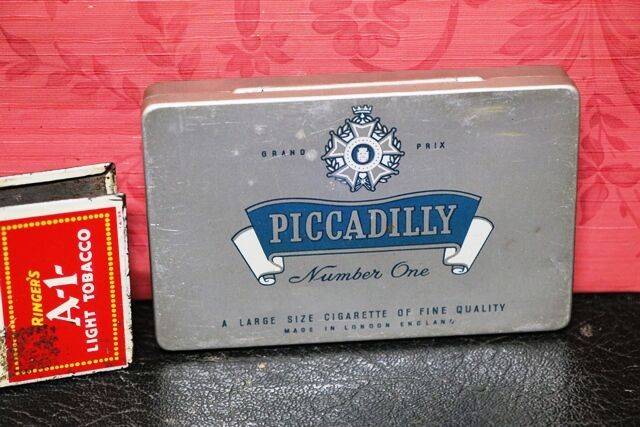 GRAND PRIX
PICCADILLY
Number One
A LARGE SIZE CIGARETTE OF FINE QUALITY
MADE IN LONDON ENGLAND
RINGER'S
A-1-
LIGHT TOBACCO